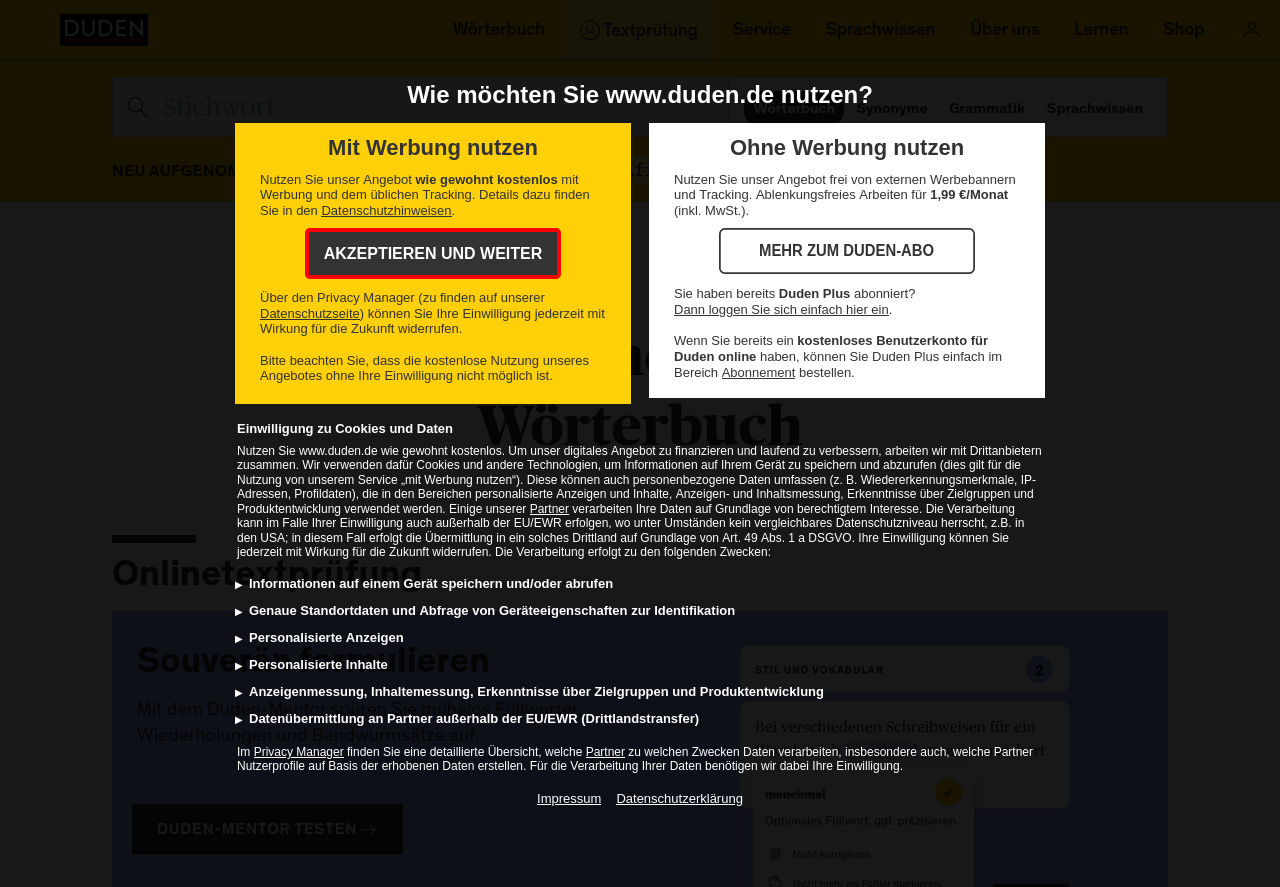 DUDEN
Wörterbuch
Textprüfung
Service
Sprachwissen
Über uns
Lernen
Shop
Wie möchten Sie www.duden.de nutzen?
Stichwort
Wörterbuch
Synonyme
Grammatik
Sprachwissen
NEU AUFGENOM
Mit Werbung nutzen
Nutzen Sie unser Angebot wie gewohnt kostenlos mit
Werbung und dem üblichen Tracking. Details dazu finden
Sie in den Datenschutzhinweisen.
AKZEPTIEREN UND WEITER
Über den Privacy Manager (zu finden auf unserer
Datenschutzseite) können Sie Ihre Einwilligung jederzeit mit
Wirkung für die Zukunft widerrufen.
Bitte beachten Sie, dass die kostenlose Nutzung unseres
Angebotes ohne Ihre Einwilligung nicht möglich ist.
Ohne Werbung nutzen
Nutzen Sie unser Angebot frei von externen Werbebannern
und Tracking. Ablenkungsfreies Arbeiten für 1,99 €/Monat
(inkl. MwSt.).
MEHR ZUM DUDEN-ABO
Sie haben bereits Duden Plus abonniert?
Dann loggen Sie sich einfach hier ein.
Wenn Sie bereits ein kostenloses Benutzerkonto für
Duden online haben, können Sie Duden Plus einfach im
Bereich Abonnement bestellen.
Wörterbuch
Einwilligung zu Cookies und Daten
Nutzen Sie www.duden.de wie gewohnt kostenlos. Um unser digitales Angebot zu finanzieren und laufend zu verbessern, arbeiten wir mit Drittanbietern
zusammen. Wir verwenden dafür Cookies und andere Technologien, um Informationen auf Ihrem Gerät zu speichern und abzurufen (dies gilt für die
Nutzung von unserem Service „mit Werbung nutzen“). Diese können auch personenbezogene Daten umfassen (z. B. Wiedererkennungsmerkmale, IP-
Adressen, Profildaten), die in den Bereichen personalisierte Anzeigen und Inhalte, Anzeigen- und Inhaltsmessung, Erkenntnisse über Zielgruppen und
Produktentwicklung verwendet werden. Einige unserer Partner verarbeiten Ihre Daten auf Grundlage von berechtigtem Interesse. Die Verarbeitung
kann im Falle Ihrer Einwilligung auch außerhalb der EU/EWR erfolgen, wo unter Umständen kein vergleichbares Datenschutzniveau herrscht, z.B. in
den USA; in diesem Fall erfolgt die Übermittlung in ein solches Drittland auf Grundlage von Art. 49 Abs. 1 a DSGVO. Ihre Einwilligung können Sie
jederzeit mit Wirkung für die Zukunft widerrufen. Die Verarbeitung erfolgt zu den folgenden Zwecken:
Onlinetextprüfung
Informationen auf einem Gerät speichern und/oder abrufen
Genaue Standortdaten und Abfrage von Geräteeigenschaften zur Identifikation
Personalisierte Anzeigen
Personalisierte Inhalte
Anzeigenmessung, Inhaltemessung, Erkenntnisse über Zielgruppen und Produktentwicklung
Datenübermittlung an Partner außerhalb der EU/EWR (Drittlandstransfer)
Im Privacy Manager finden Sie eine detaillierte Übersicht, welche Partner zu welchen Zwecken Daten verarbeiten, insbesondere auch, welche Partner
Nutzerprofile auf Basis der erhobenen Daten erstellen. Für die Verarbeitung Ihrer Daten benötigen wir dabei Ihre Einwilligung.
Impressum
Datenschutzerklärung
Souverän formulieren
Mit dem Duden-Mentor spüren Sie mühelos Füllwörter,
Wiederholungen und Bandwurmsätze auf.
DUDEN-MENTOR TESTEN
STIL UND VOKABULAR
2
Bei verschiedenen Schreibweisen für ein
manchmal
Optionales Füllwort, ggf. präzisieren.
Nicht korrigieren.
Nicht mehr als Fehler markieren.